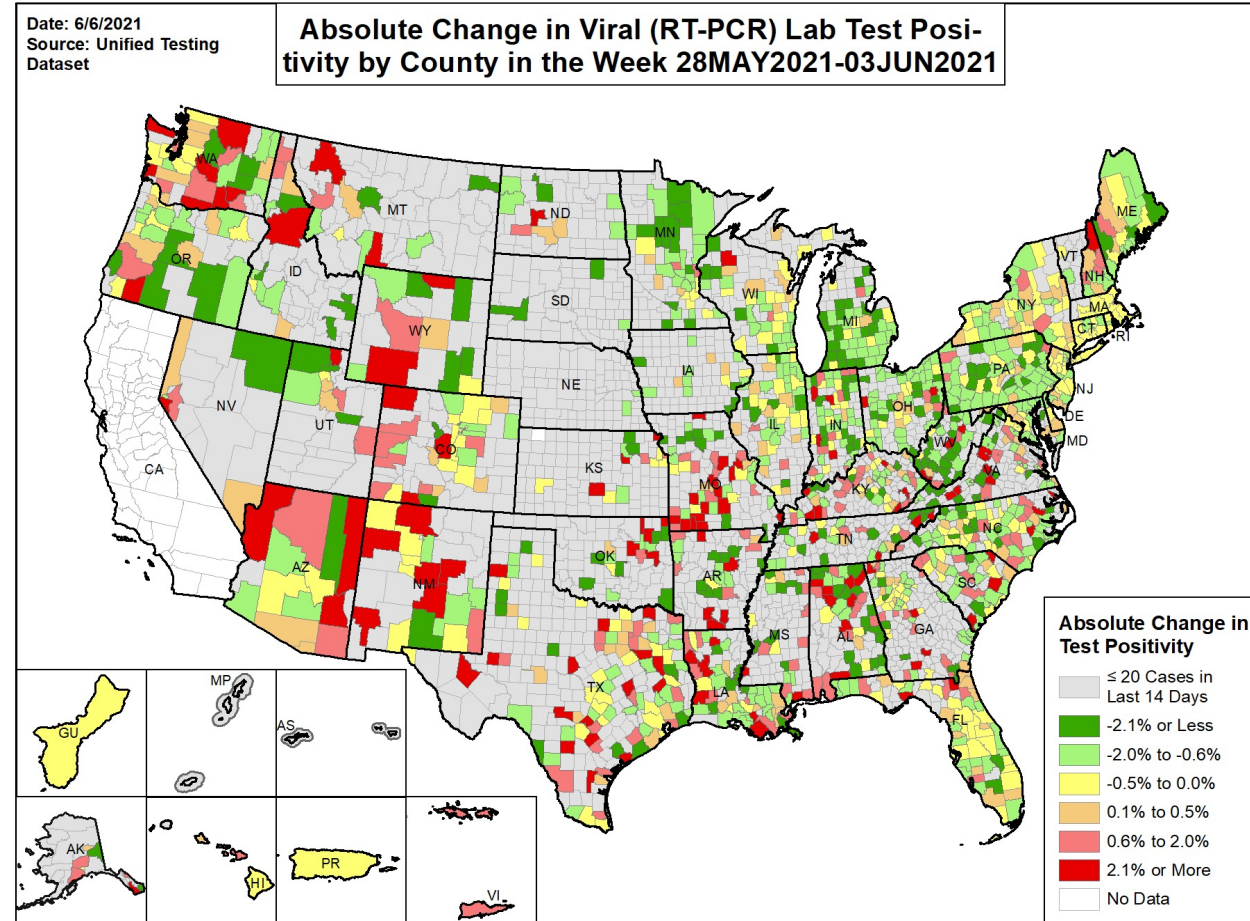 Date: 6/6/2021
Source: Unified Testing
Dataset
Absolute Change in Viral (RT-PCR) Lab Test Posi-
tivity by County in the Week 28MAY2021-03JUN2021
WA
MT
ND
MN
ME
OR
ID
SD
WI
VT
NH
NY
MA
CT
RI
MI
WY
IA
PA
NJ
NE
OH
DE
MD
NV
UT
IL
IN
WV
CA
CO
KS
MO
KY
VA
TN
NC
AZ
NM
OK
AR
SC
MS
AL
GA
TX
LA
FL
GU
MP
AS
AK
HI
PR
VI
Absolute Change in
Test Positivity
≤ 20 Cases in
Last 14 Days
-2.1% or Less
-2.0% to -0.6%
-0.5% to 0.0%
0.1% to 0.5%
0.6% to 2.0%
2.1% or More
No Data